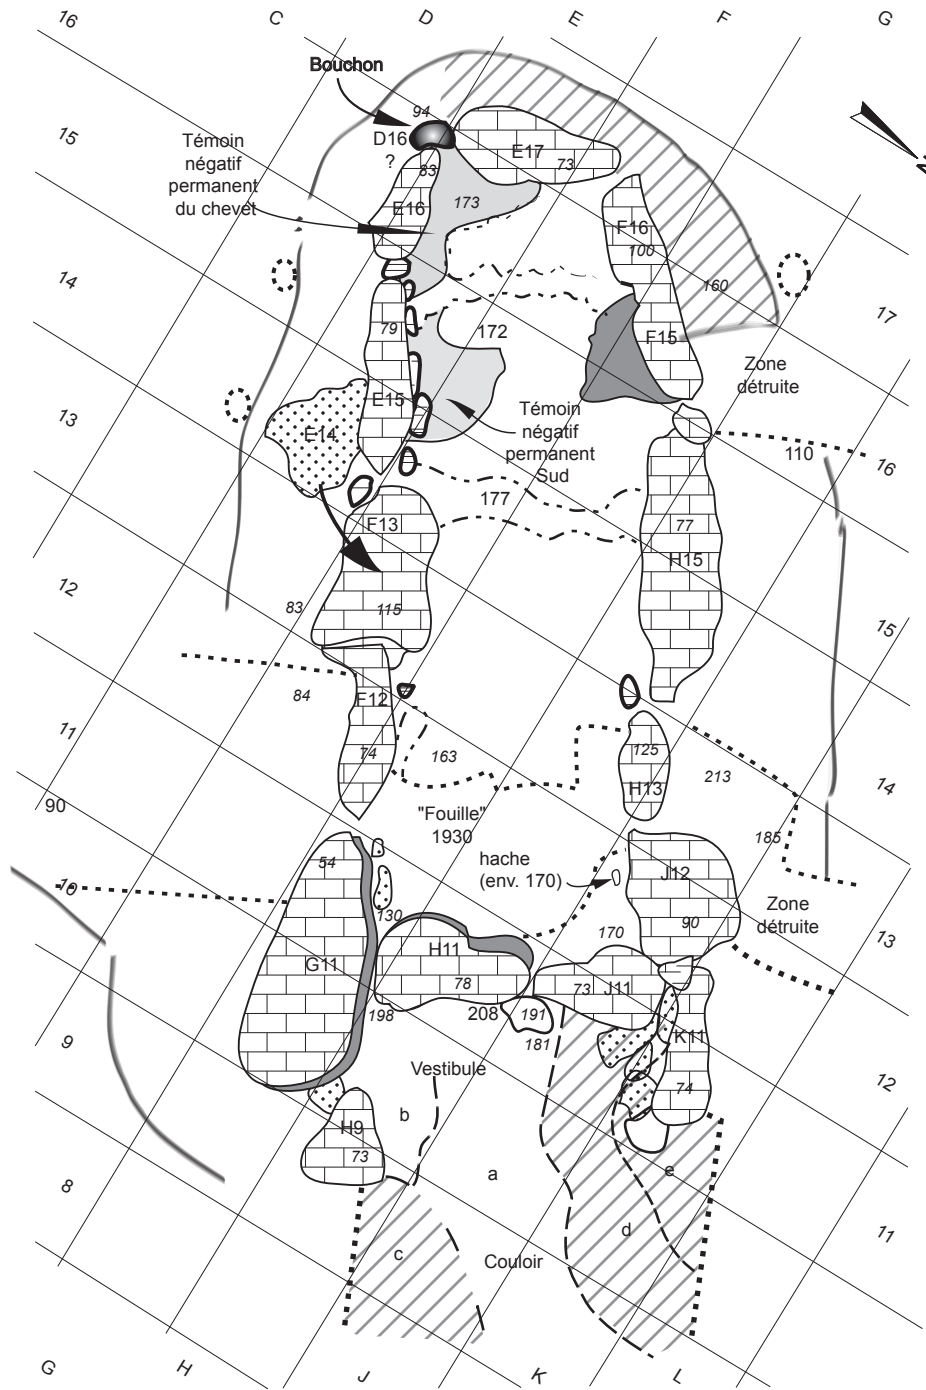 16
C
D
E
F
G
Bouchon
94
D16
?
15
Témoin
négatif
permanent
du chevet
E17
73
83
173
E16
F16
100
N
14
160
17
79
172
F15
Zone
détruite
13
E15
E14
Témoin
négatif
permanent
Sud
110
16
177
F13
77
H15
12
83
115
15
84
F12
11
74
163
125
213
H13
14
90
"Fouille"
1930
185
54
hache
(env. 170)
J12
10
130
170
90
Zone
détruite
13
H11
G11
78
73
J11
198
208
191
181
K11
9
Vestibule
74
12
b
H9
73
a
e
8
d
11
c
Couloir
G
H
J
K
L